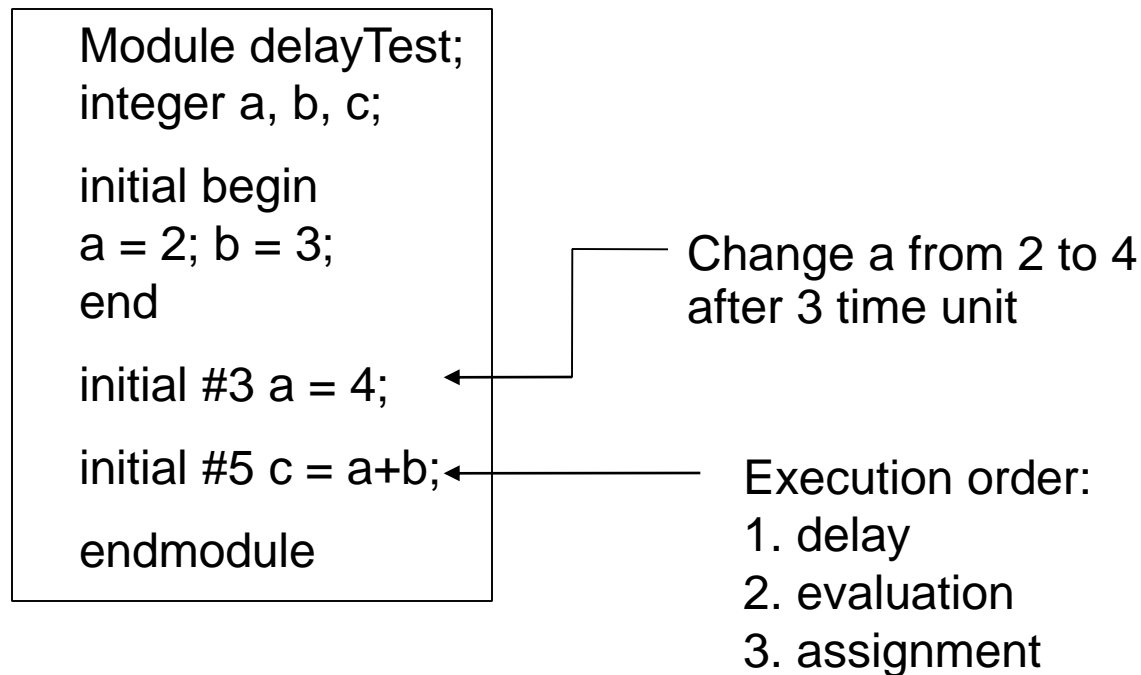 Module delayTest;
integer a, b, c;
initial begin
a = 2; b = 3;
end
initial #3 a = 4;
initial #5 c = a+b;
endmodule
Change a from 2 to 4
after 3 time unit
Execution order:
1. delay
2. evaluation
3. assignment